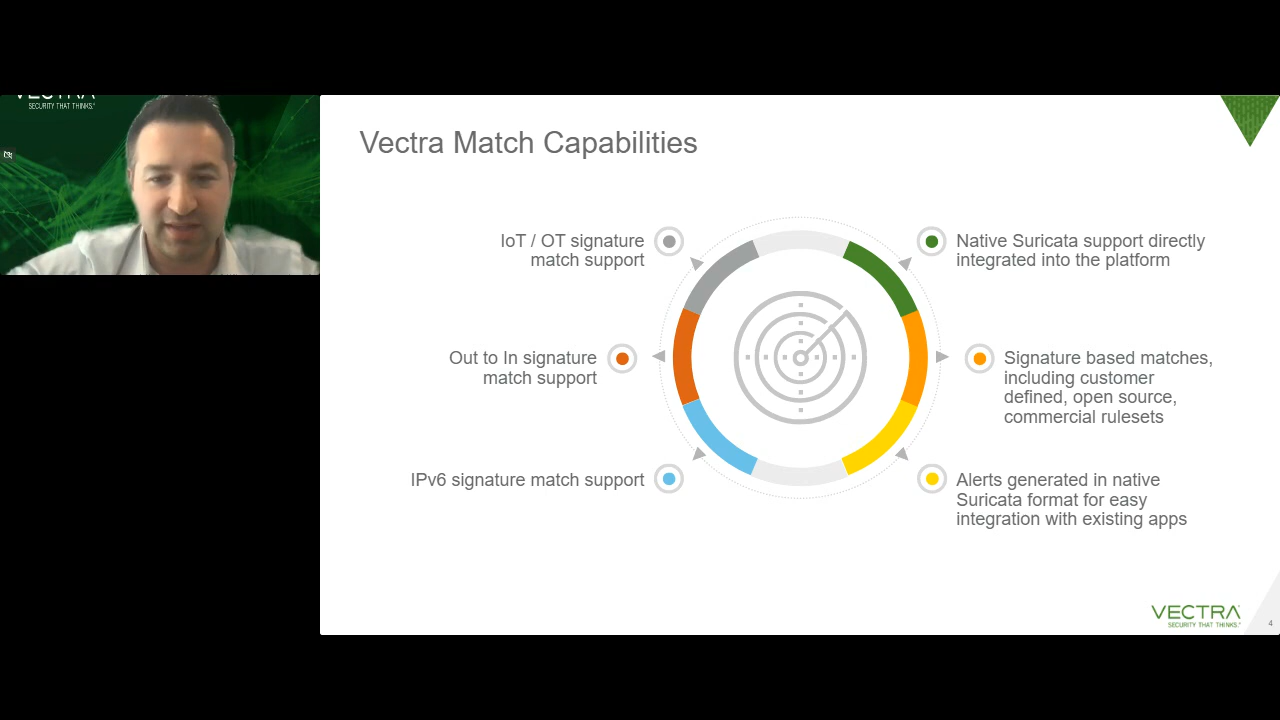 VECTRA
SECURITY THAT THINKS.®
Vectra Match Capabilities
IoT / OT signature
match support
Out to In signature
match support
IPv6 signature match support
Native Suricata support directly
integrated into the platform
Signature based matches,
including customer
defined, open source,
commercial rulesets
Alerts generated in native
Suricata format for easy
integration with existing apps
VECTRA
SECURITY THAT THINKS.®
4